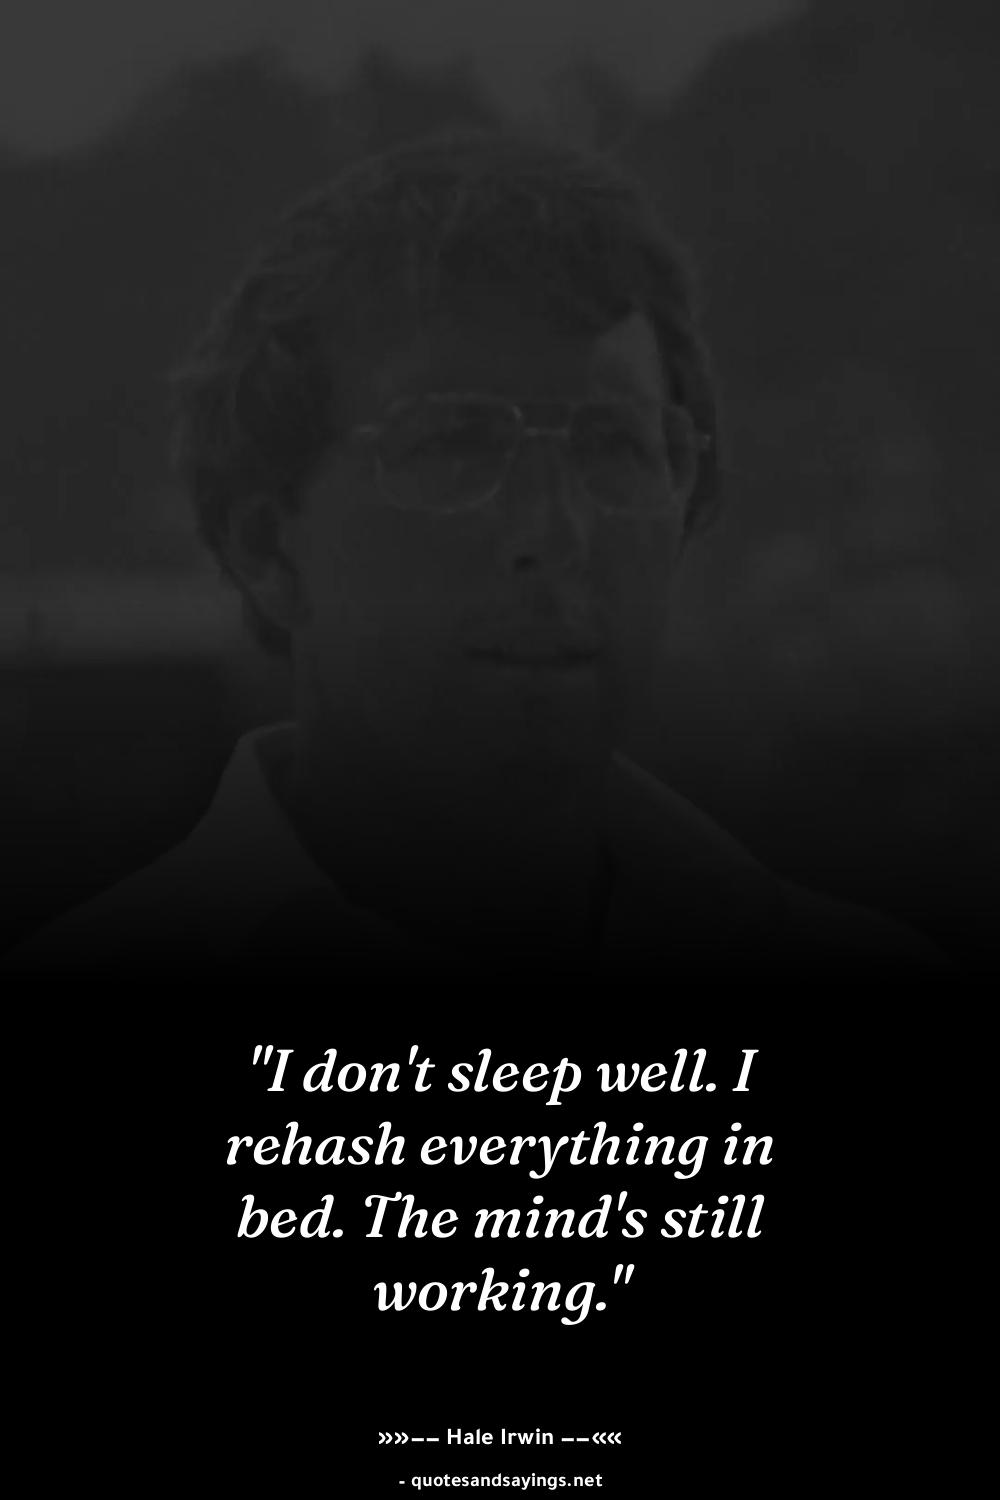 "I don't sleep well. I
rehash everything in
bed. The mind's still
working."
»»–– Hale Irwin ––««
- quotesandsayings.net